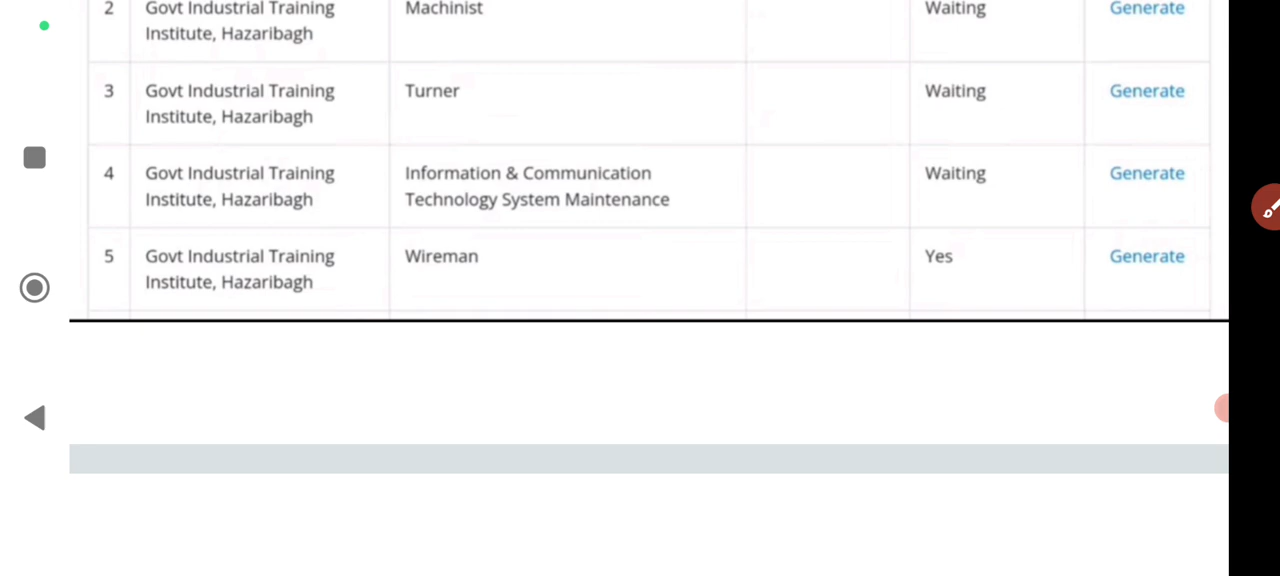 2 Govt Industrial Training Machinist Waiting Generate
Institute, Hazaribagh
3 Govt Industrial Training Turner Waiting Generate
Institute, Hazaribagh
4 Govt Industrial Training Information & Communication Waiting Generate
Institute, Hazaribagh Technology System Maintenance
5 Govt Industrial Training Wireman Yes Generate
Institute, Hazaribagh